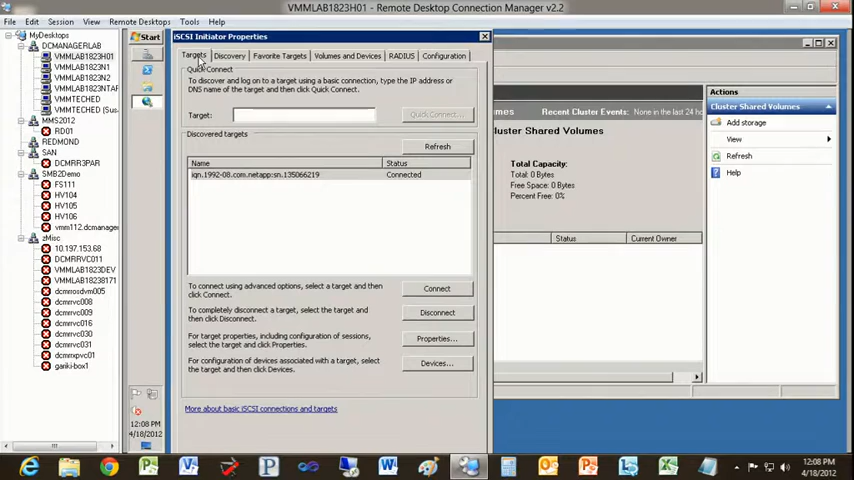 VMMLAB1823H01 - Remote Desktop Connection Manager v2.2
File Edit Session View Remote Desktops Tools Help
MyDesktops
DCMANAGERLAB
VMMLAB1823H01
VMMLAB1823N1
VMMLAB1823N2
VMMLAB1823NTAP
VMMTECHED
VMMTECHED (Sus
MMS2012
RD01
REDMOND
SAN
DCMRR3PAR
SMB2Demo
FS111
HV104
HV105
HV106
vmm112.dcmanage
zMisc
10.197.153.68
DCMRRVC011
VMMLAB1823DEV
VMMLAB18238171
dcmrrosdvm005
dcmrrvc008
dcmrrvc009
dcmrrvc016
dcmrrvc030
dcmrrvc031
dcmrxpvc01
gariki-box1
Start
12:08 PM
4/18/2012
iSCSI Initiator Properties
Targets Discovery Favorite Targets Volumes and Devices RADIUS Configuration
Quick Connect
To discover and log on to a target using a basic connection, type the IP address or
DNS name of the target and then click Quick Connect.
Target: Quick Connect...
Discovered targets
Refresh
Name Status
iqn.1992-08.com.netapp:sn.135066219 Connected
To connect using advanced options, select a target and then
click Connect.
Connect
To completely disconnect a target, select the target and
then click Disconnect.
Disconnect
For target properties, including configuration of sessions,
select the target and click Properties.
Properties...
For configuration of devices associated with a target, select
the target and then click Devices.
Devices...
More about basic iSCSI connections and targets
Recent Cluster Events: None in the last 24 ho
Cluster Shared Volumes
Total Capacity:
Total: 0 Bytes
Free Space: 0 Bytes
Percent Free: 0%
Status Current Owner
Actions
Cluster Shared Volumes
Add storage
View
Refresh
Help
12:08 PM
4/18/2012